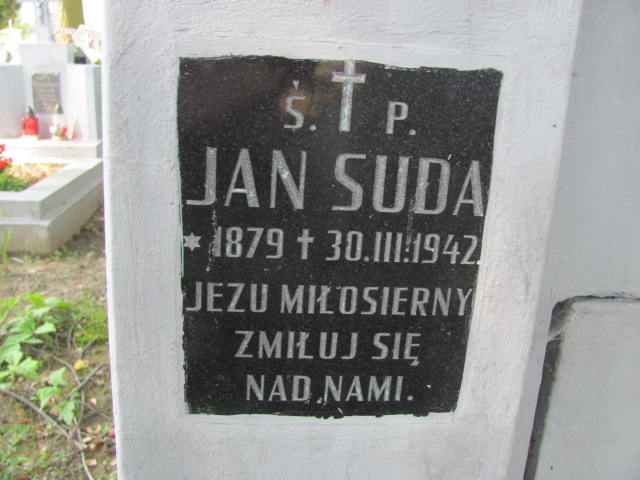 Ś. P.
JAN SUDA
* 1879 † 30.III.1942.
JEZU MIŁOSIERNY
ZMIŁUJ SIĘ
NAD NAMI.